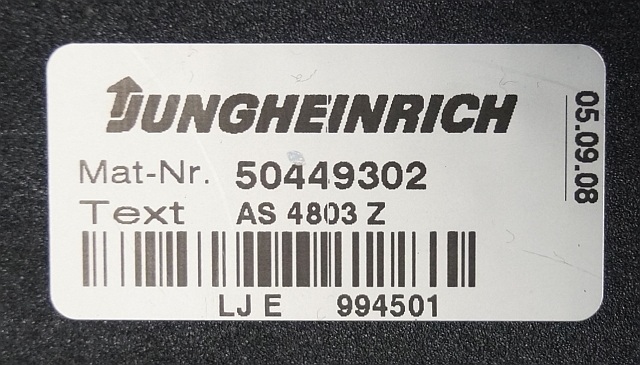 JUNGHEINRICH
Mat-Nr. 50449302
Text AS 4803 Z
LJ E 994501
05.09.08